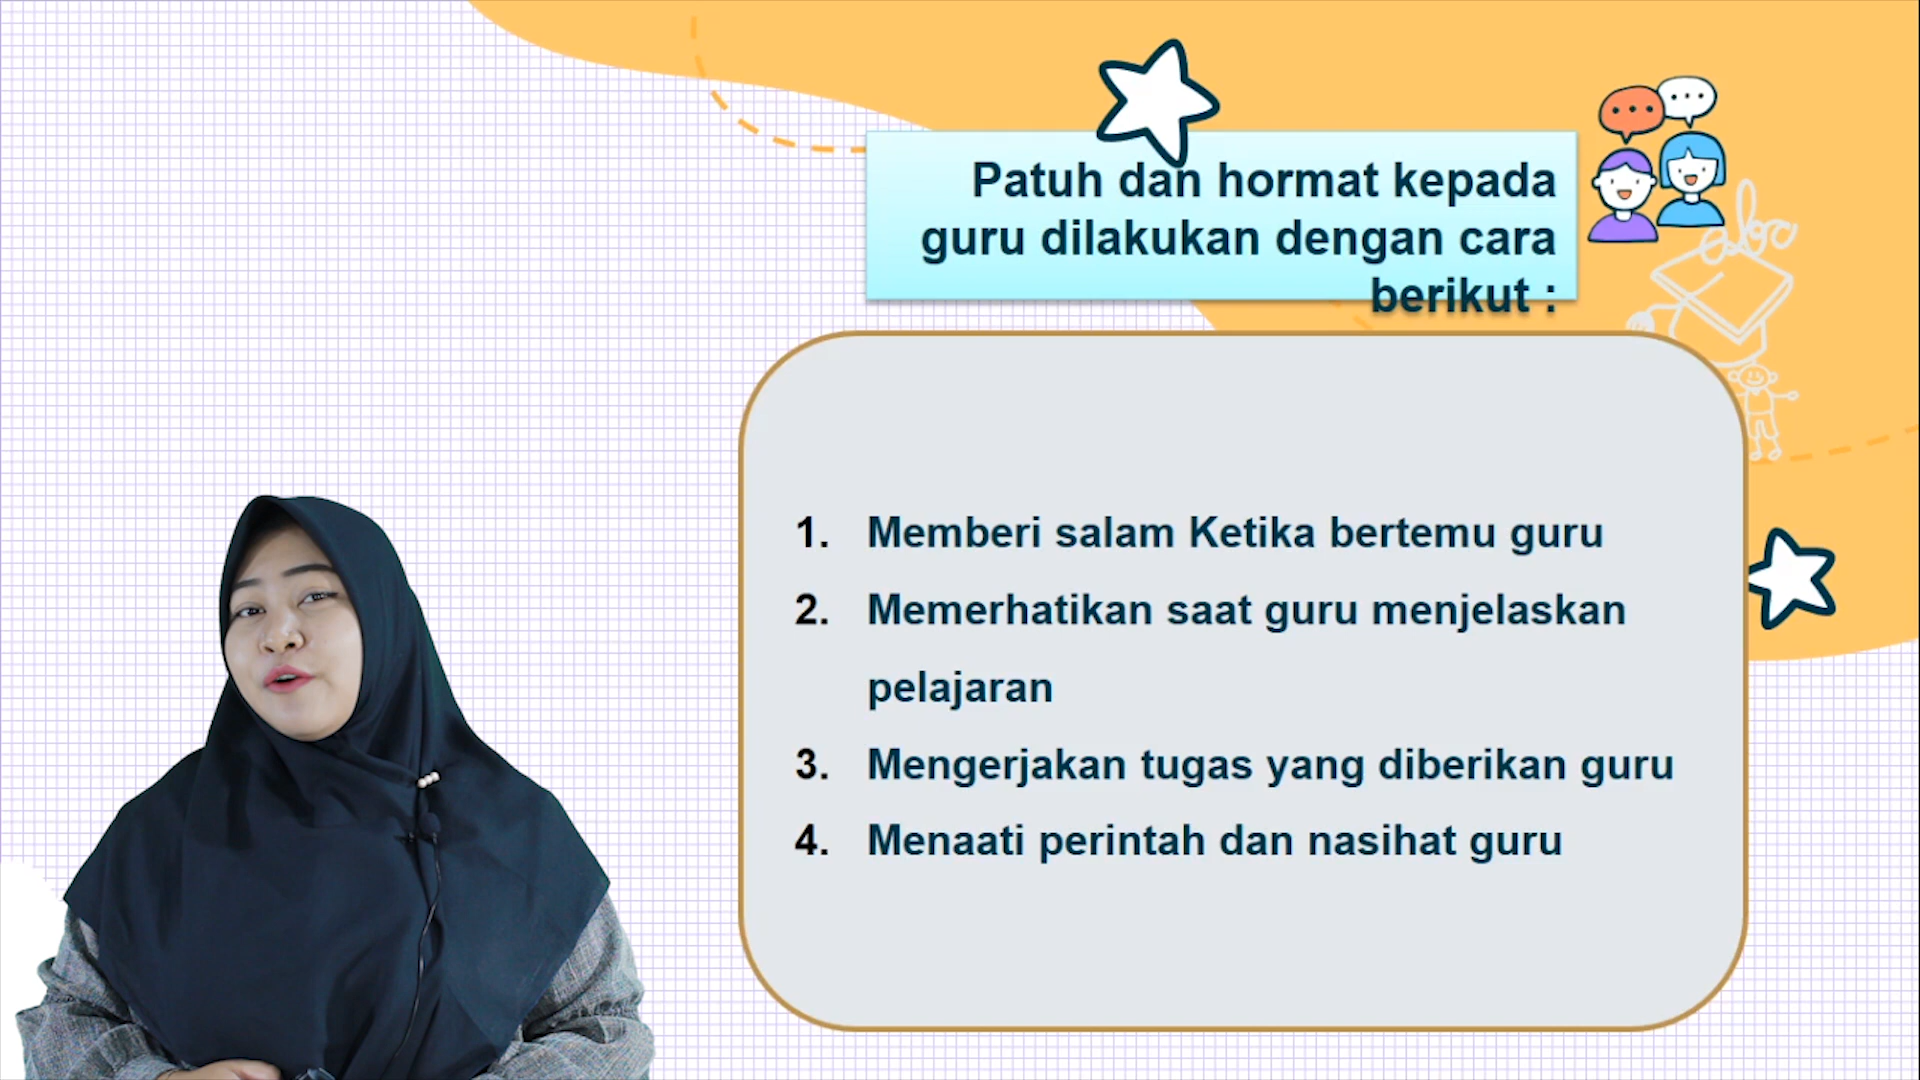 Patuh dan hormat kepada
guru dilakukan dengan cara
berikut :
abc
1. Memberi salam Ketika bertemu guru
2. Memerhatikan saat guru menjelaskan
pelajaran
3. Mengerjakan tugas yang diberikan guru
4. Menaati perintah dan nasihat guru